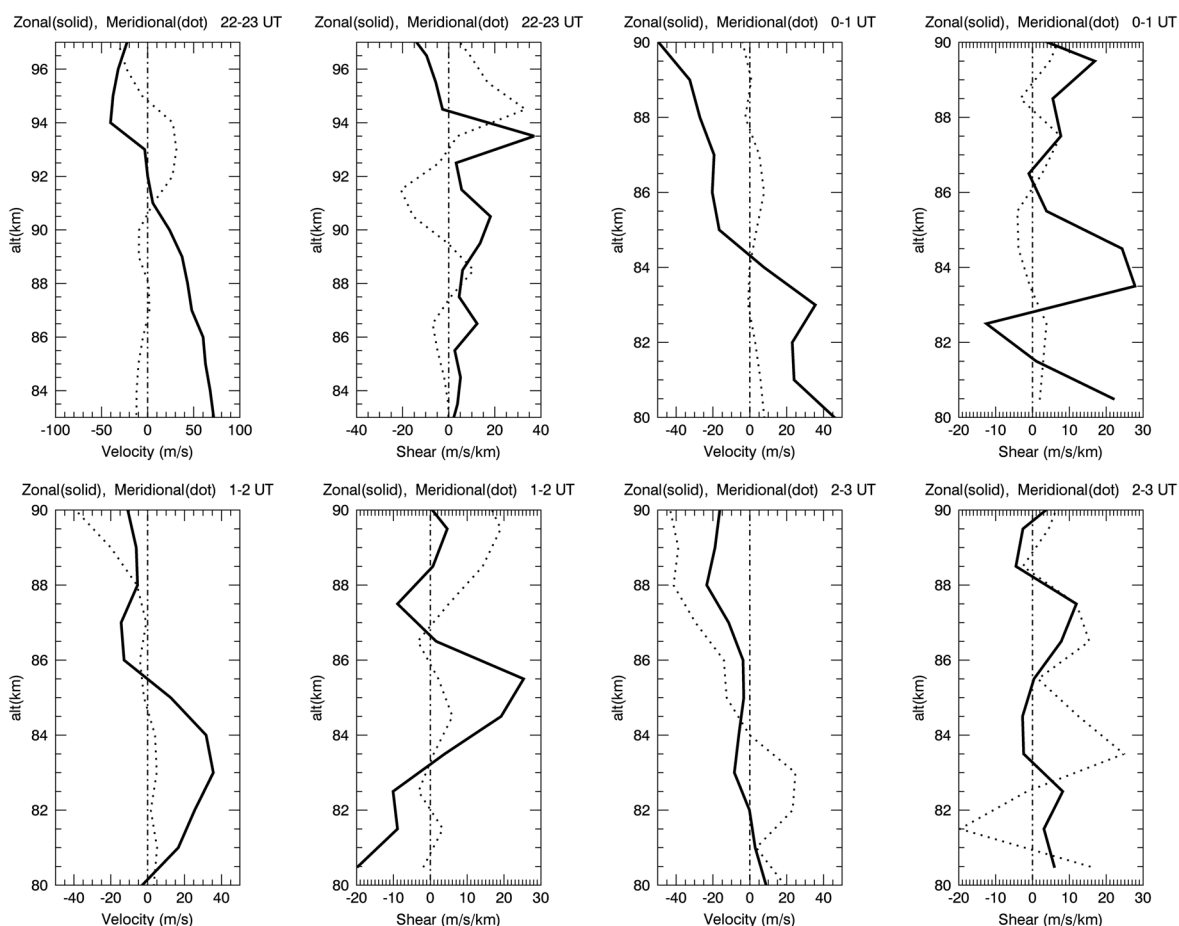 Zonal(solid), Meridional(dot) 22-23 UT
96
94
92
90
88
86
84
alt(km)
-100 -50 0 50 100
Velocity (m/s)
Zonal(solid), Meridional(dot) 22-23 UT
96
94
92
90
88
86
84
alt(km)
-40 -20 0 20 40
Shear (m/s/km)
Zonal(solid), Meridional(dot) 0-1 UT
90
88
86
84
82
80
alt(km)
-40 -20 0 20 40
Velocity (m/s)
Zonal(solid), Meridional(dot) 0-1 UT
90
88
86
84
82
80
alt(km)
-20 -10 0 10 20 30
Shear (m/s/km)
Zonal(solid), Meridional(dot) 1-2 UT
90
88
86
84
82
80
alt(km)
-40 -20 0 20 40
Velocity (m/s)
Zonal(solid), Meridional(dot) 1-2 UT
90
88
86
84
82
80
alt(km)
-20 -10 0 10 20 30
Shear (m/s/km)
Zonal(solid), Meridional(dot) 2-3 UT
90
88
86
84
82
80
alt(km)
-40 -20 0 20 40
Velocity (m/s)
Zonal(solid), Meridional(dot) 2-3 UT
90
88
86
84
82
80
alt(km)
-20 -10 0 10 20 30
Shear (m/s/km)